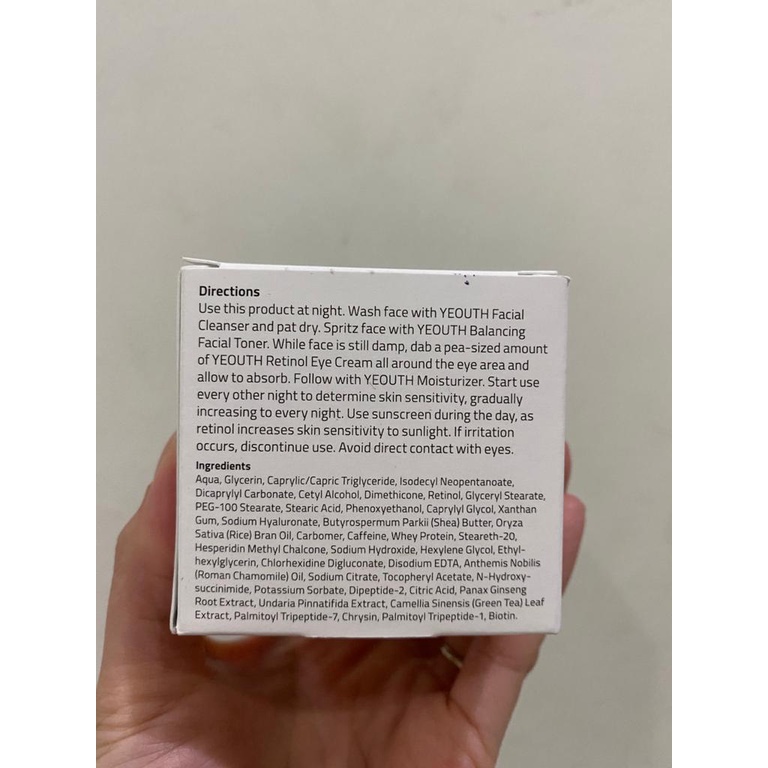 Directions
Use this product at night. Wash face with YEOUTH Facial
Cleanser and pat dry. Spritz face with YEOUTH Balancing
Facial Toner. While face is still damp, dab a pea-sized amount
of YEOUTH Retinol Eye Cream all around the eye area and
allow to absorb. Follow with YEOUTH Moisturizer. Start use
every other night to determine skin sensitivity, gradually
increasing to every night. Use sunscreen during the day, as
retinol increases skin sensitivity to sunlight. If irritation
occurs, discontinue use. Avoid direct contact with eyes.
Ingredients
Aqua, Glycerin, Caprylic/Capric Triglyceride, Isodecyl Neopentanoate,
Dicaprylyl Carbonate, Cetyl Alcohol, Dimethicone, Retinol, Glyceryl Stearate,
PEG-100 Stearate, Stearic Acid, Phenoxyethanol, Caprylyl Glycol, Xanthan
Gum, Sodium Hyaluronate, Butyrospermum Parkii (Shea) Butter, Oryza
Sativa (Rice) Bran Oil, Carbomer, Caffeine, Whey Protein, Steareth-20,
Hesperidin Methyl Chalcone, Sodium Hydroxide, Hexylene Glycol, Ethyl-
hexylglycerin, Chlorhexidine Digluconate, Disodium EDTA, Anthemis Nobilis
(Roman Chamomile) Oil, Sodium Citrate, Tocopheryl Acetate, N-Hydroxy-
succinimide, Potassium Sorbate, Dipeptide-2, Citric Acid, Panax Ginseng
Root Extract, Undaria Pinnatifida Extract, Camellia Sinensis (Green Tea) Leaf
Extract, Palmitoyl Tripeptide-7, Chrysin, Palmitoyl Tripeptide-1, Biotin.